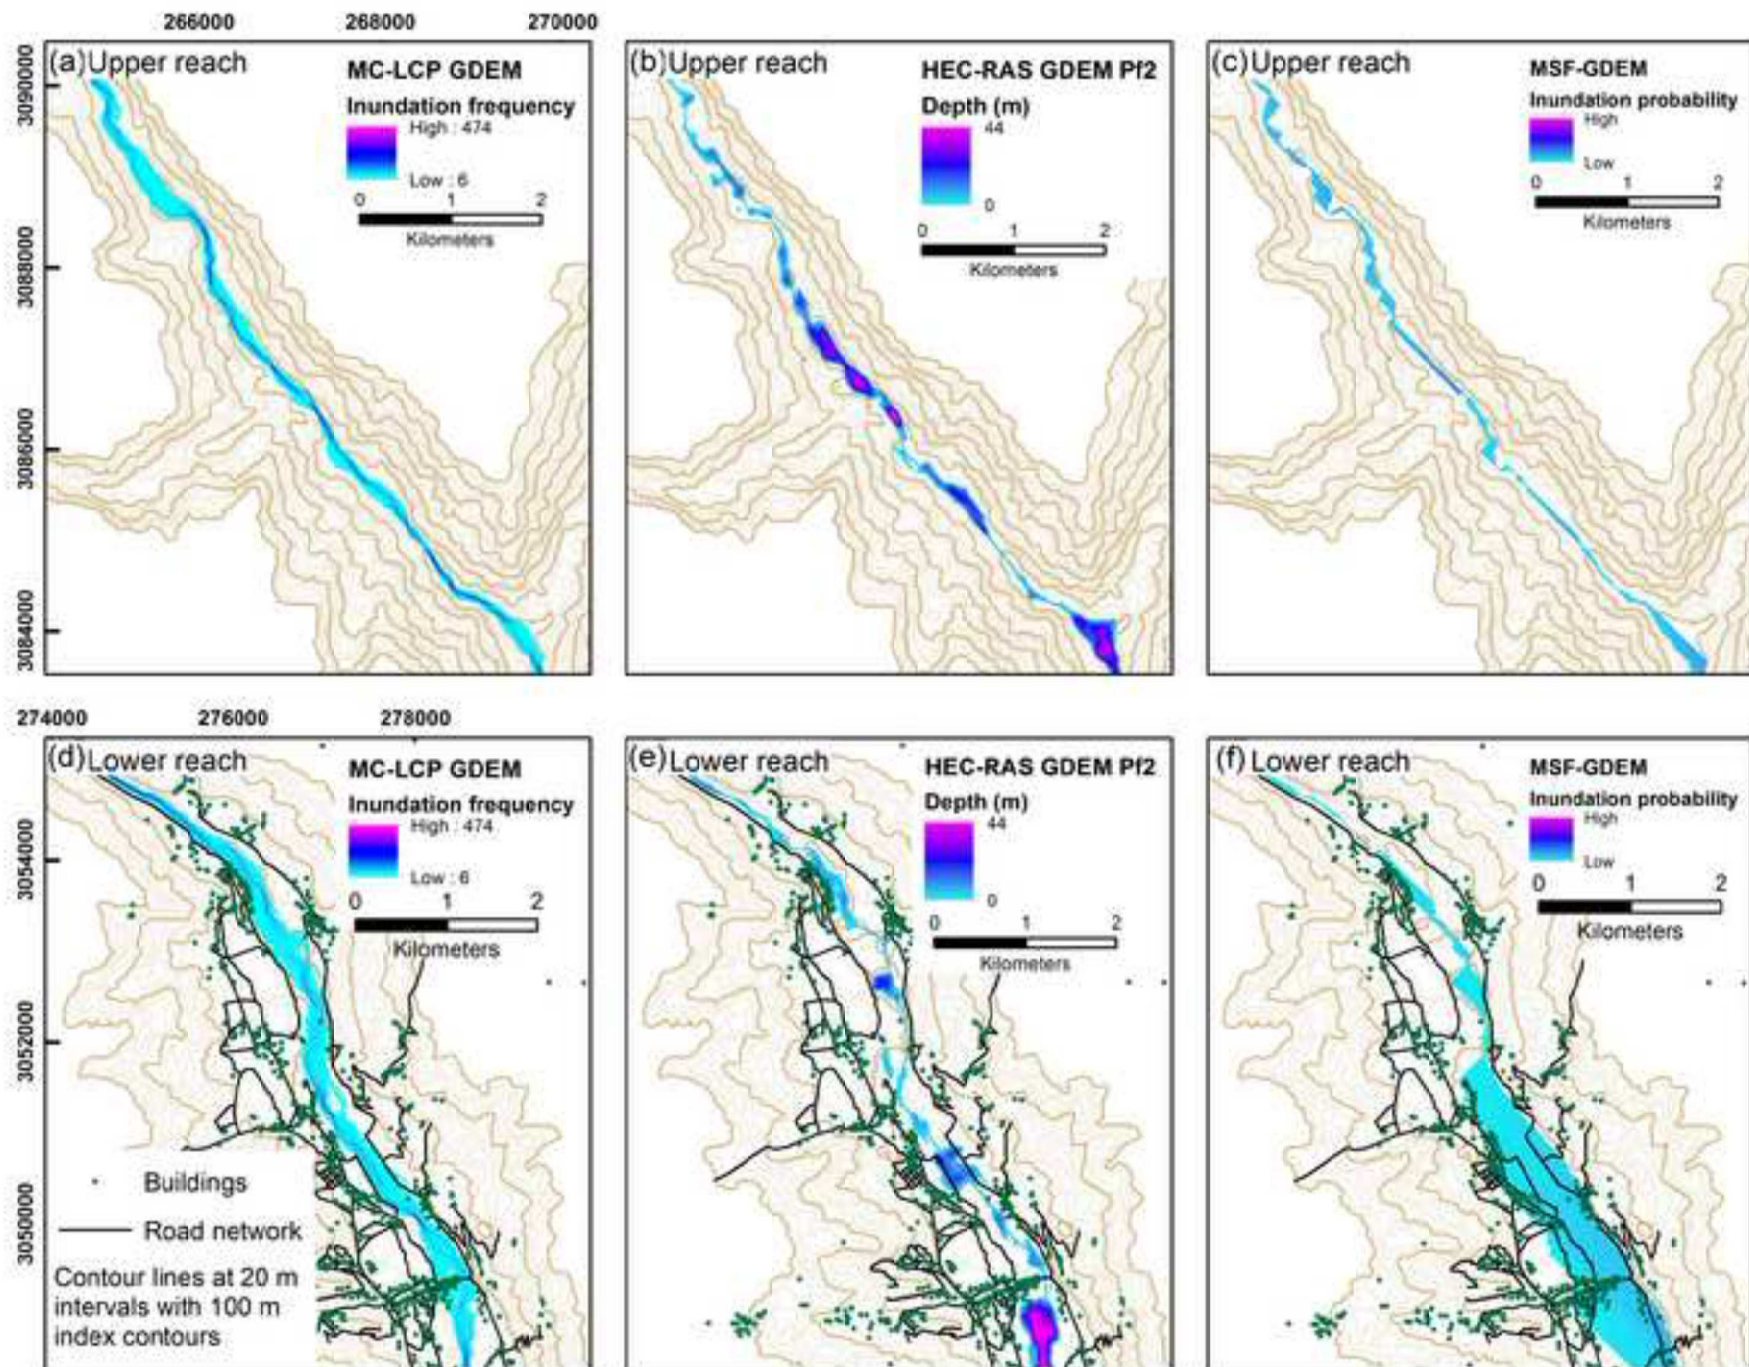 266000 268000 270000
(a) Upper reach
MC-LCP GDEM
Inundation frequency
High : 474
Low : 6
0 1 2
Kilometers
(b) Upper reach
HEC-RAS GDEM Pf2
Depth (m)
44
0
0 1 2
Kilometers
(c) Upper reach
MSF-GDEM
Inundation probability
High
Low
0 1 2
Kilometers
3090000
3088000
3086000
3084000
274000 276000 278000
(d) Lower reach
MC-LCP GDEM
Inundation frequency
High : 474
Low : 6
0 1 2
Kilometers
Buildings
Road network
Contour lines at 20 m
intervals with 100 m
index contours
(e) Lower reach
HEC-RAS GDEM Pf2
Depth (m)
44
0
0 1 2
Kilometers
(f) Lower reach
MSF-GDEM
Inundation probability
High
Low
0 1 2
Kilometers
3054000
3052000
3050000